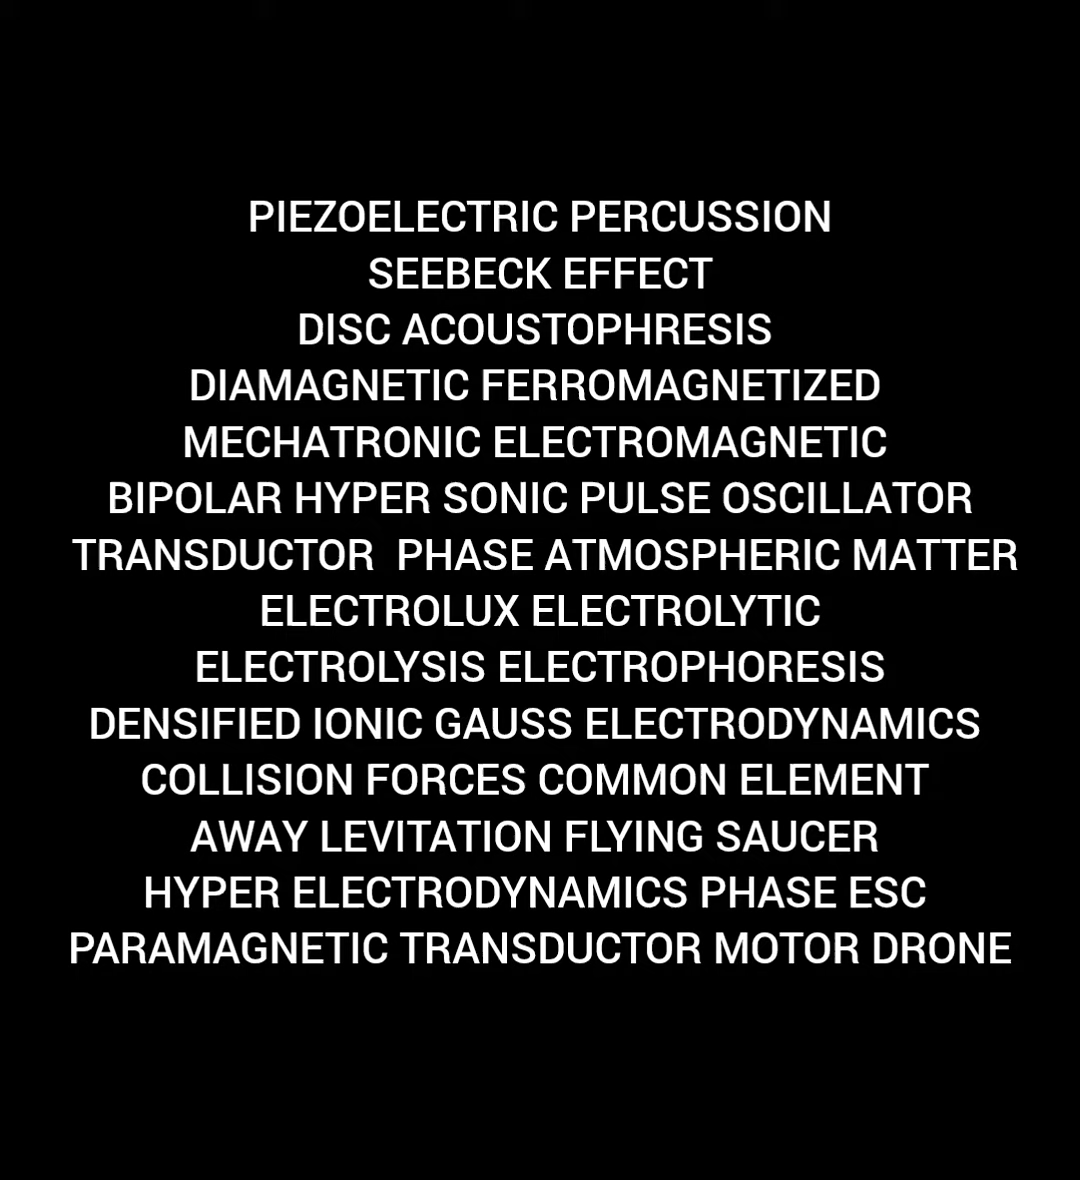 PIEZOELECTRIC PERCUSSION
SEEBECK EFFECT
DISC ACOUSTOPHRESIS
DIAMAGNETIC FERROMAGNETIZED
MECHATRONIC ELECTROMAGNETIC
BIPOLAR HYPER SONIC PULSE OSCILLATOR
TRANSDUCTOR  PHASE ATMOSPHERIC MATTER
ELECTROLUX ELECTROLYTIC
ELECTROLYSIS ELECTROPHORESIS
DENSIFIED IONIC GAUSS ELECTRODYNAMICS
COLLISION FORCES COMMON ELEMENT
AWAY LEVITATION FLYING SAUCER
HYPER ELECTRODYNAMICS PHASE ESC
PARAMAGNETIC TRANSDUCTOR MOTOR DRONE